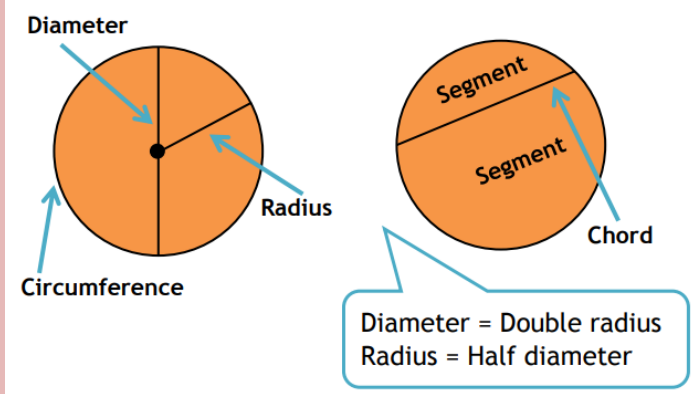 Diameter
Radius
Circumference
Segment
Segment
Chord
Diameter = Double radius
Radius = Half diameter